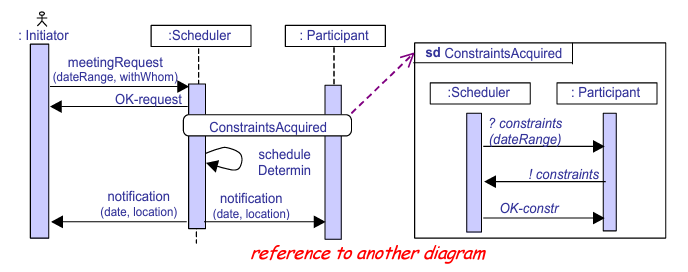 : Initiator
:Scheduler
: Participant
meetingRequest
(dateRange, withWhom)
OK-request
ConstraintsAcquired
schedule
Determin
notification
(date, location)
notification
(date, location)
sd ConstraintsAcquired
:Scheduler
: Participant
? constraints
(dateRange)
! constraints
OK-constr
reference to another diagram